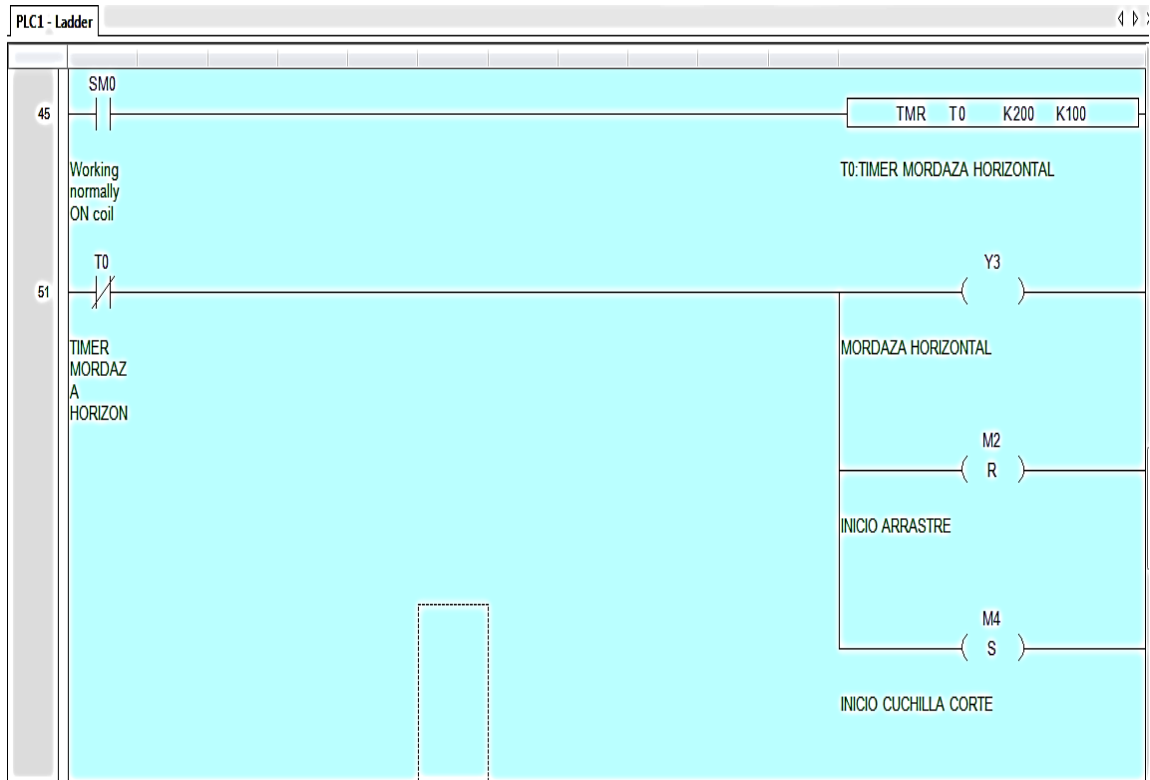 PLC1 - Ladder
SM0
45
TMR T0 K200 K100
Working
normally
ON coil
T0:TIMER MORDAZA HORIZONTAL
T0
Y3
51
TIMER
MORDAZ
A
HORIZON
MORDAZA HORIZONTAL
M2
R
INICIO ARRASTRE
M4
S
INICIO CUCHILLA CORTE